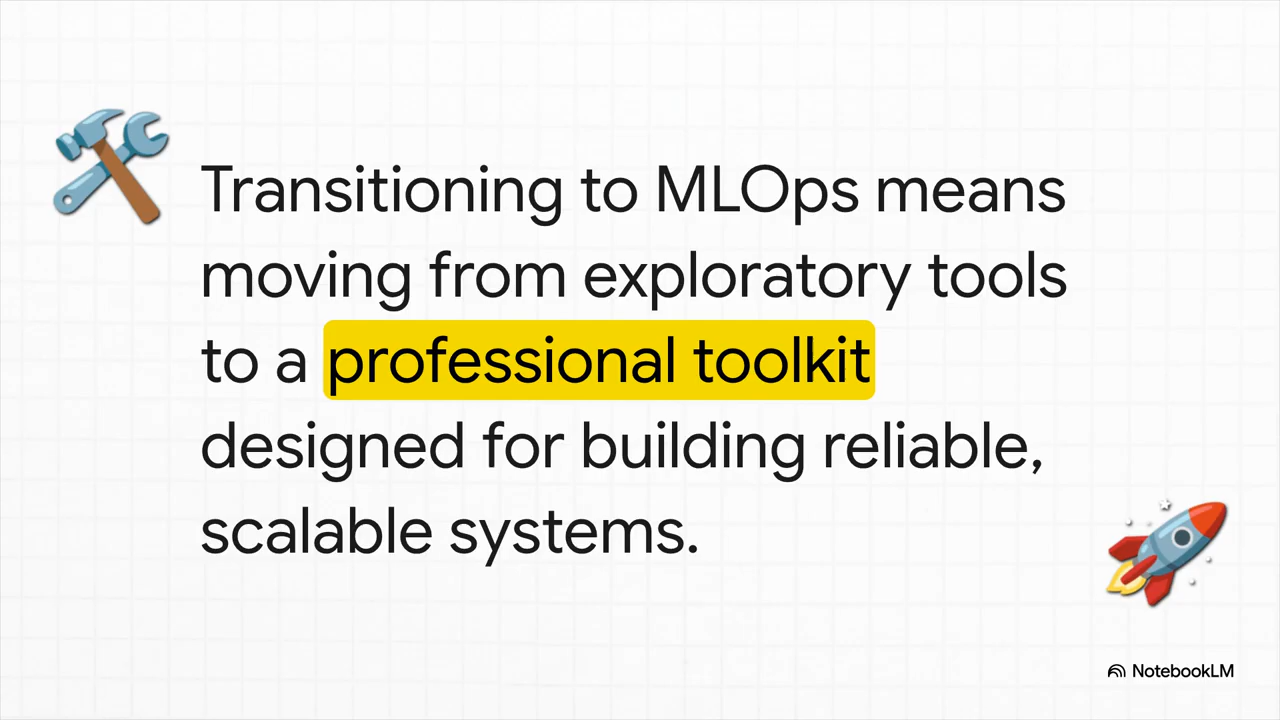 Transitioning to MLOps means
moving from exploratory tools
to a professional toolkit
designed for building reliable,
scalable systems.
NotebookLM